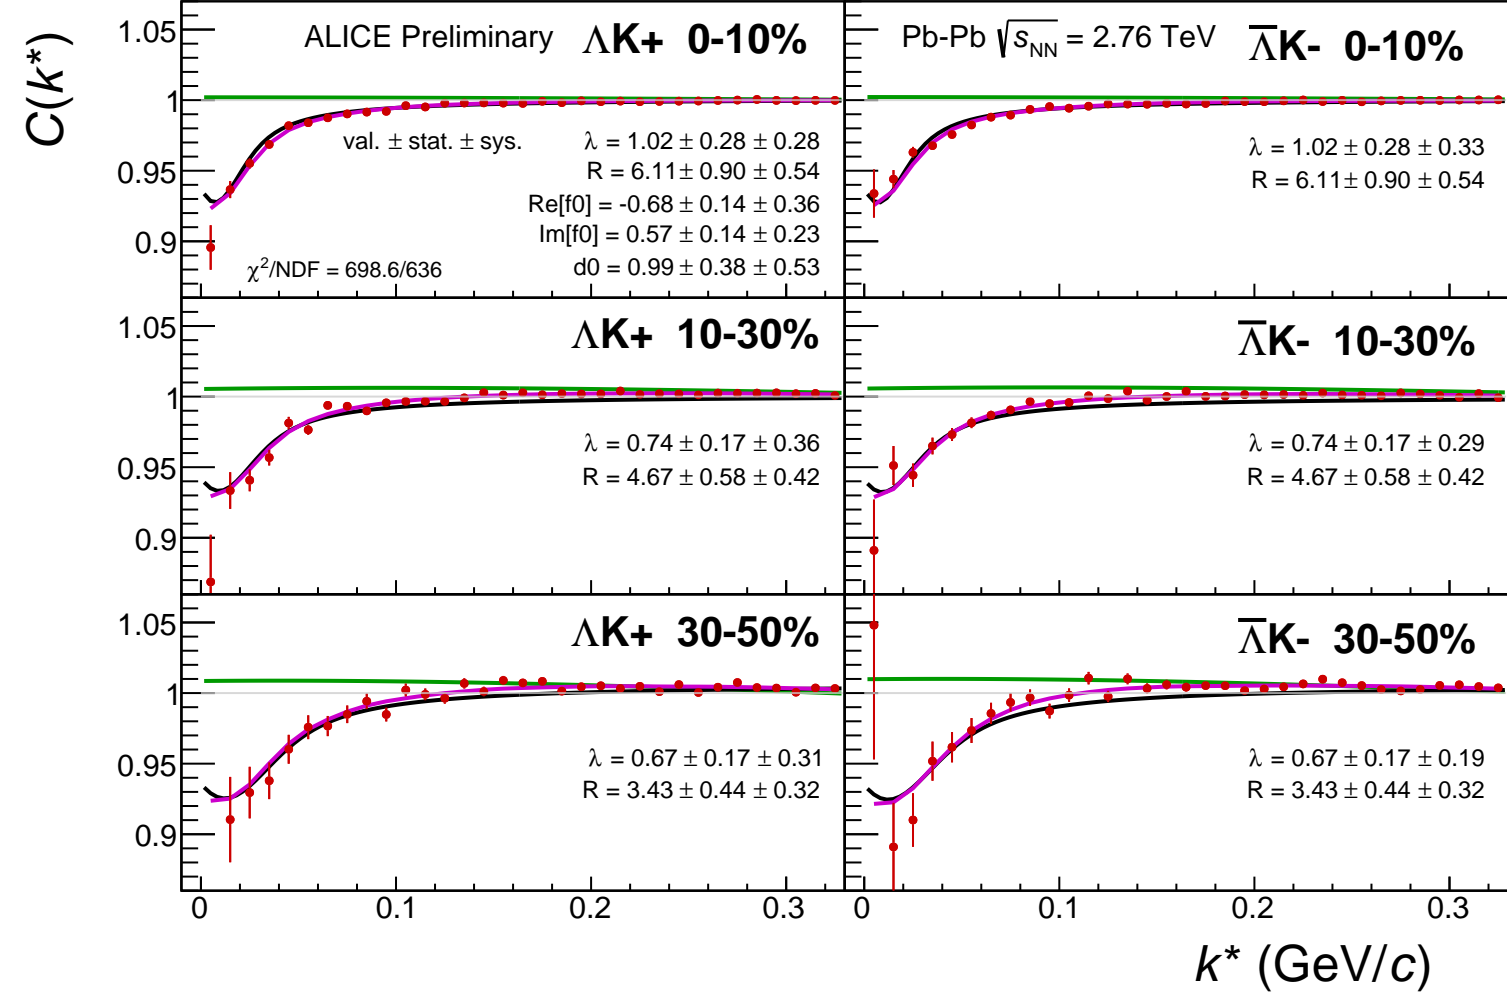 C(k*)
ALICE Preliminary ΛK+ 0-10%
1.05
1
0.95
0.9
val. ± stat. ± sys.
λ = 1.02 ± 0.28 ± 0.28
R = 6.11± 0.90 ± 0.54
Re[f0] = -0.68 ± 0.14 ± 0.36
Im[f0] = 0.57 ± 0.14 ± 0.23
d0 = 0.99 ± 0.38 ± 0.53
χ²/NDF = 698.6/636
Pb-Pb √sNN = 2.76 TeV Λ̅K- 0-10%
λ = 1.02 ± 0.28 ± 0.33
R = 6.11± 0.90 ± 0.54
ΛK+ 10-30%
1.05
1
0.95
0.9
λ = 0.74 ± 0.17 ± 0.36
R = 4.67 ± 0.58 ± 0.42
Λ̅K- 10-30%
λ = 0.74 ± 0.17 ± 0.29
R = 4.67 ± 0.58 ± 0.42
ΛK+ 30-50%
1.05
1
0.95
0.9
λ = 0.67 ± 0.17 ± 0.31
R = 3.43 ± 0.44 ± 0.32
Λ̅K- 30-50%
λ = 0.67 ± 0.17 ± 0.19
R = 3.43 ± 0.44 ± 0.32
0 0.1 0.2 0.3 0 0.1 0.2 0.3
k* (GeV/c)